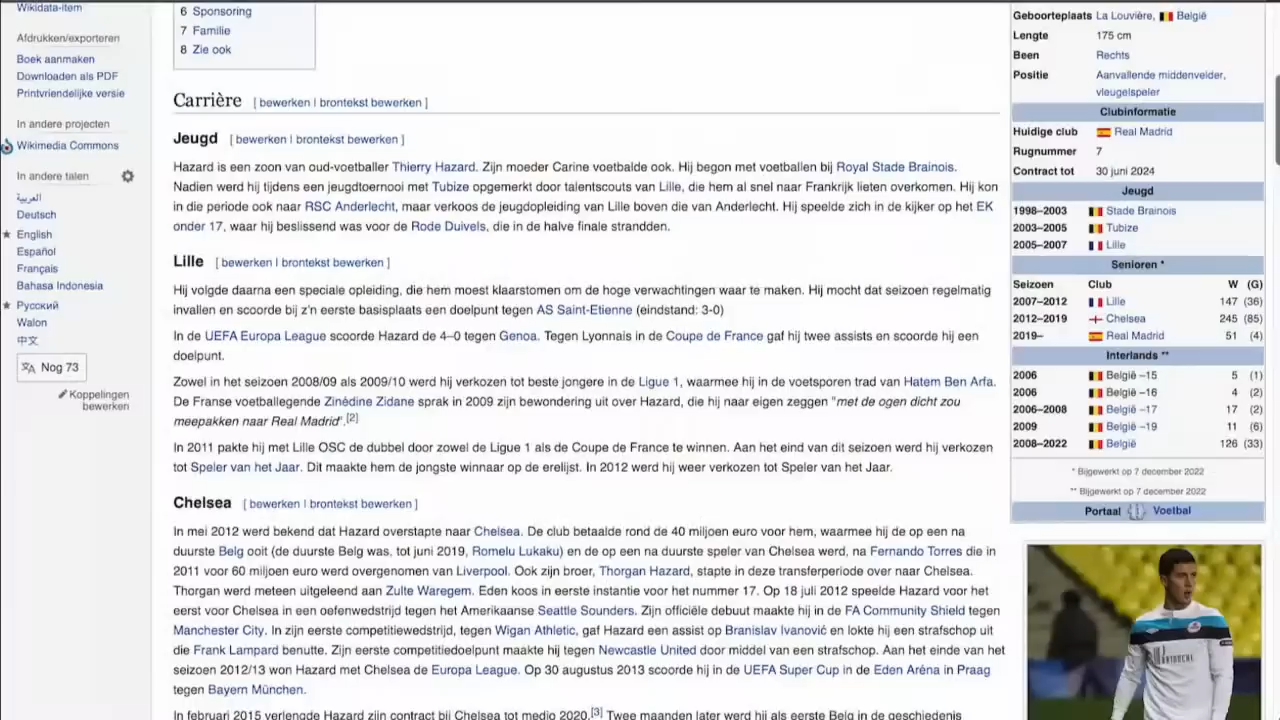 Wikidata-item
Afdrukken/exporteren
Boek aanmaken
Downloaden als PDF
Printvriendelijke versie
In andere projecten
Wikimedia Commons
In andere talen
العربية
Deutsch
English
Español
Français
Bahasa Indonesia
Русский
Walon
中文
Nog 73
Koppelingen
bewerken
6 Sponsoring
7 Familie
8 Zie ook
Carrière [ bewerken | brontekst bewerken ]
Jeugd [ bewerken | brontekst bewerken ]
Hazard is een zoon van oud-voetballer Thierry Hazard. Zijn moeder Carine voetbalde ook. Hij begon met voetballen bij Royal Stade Brainois.
Nadien werd hij tijdens een jeugdtoernooi met Tubize opgemerkt door talentscouts van Lille, die hem al snel naar Frankrijk lieten overkomen. Hij kon
in die periode ook naar RSC Anderlecht, maar verkoos de jeugdopleiding van Lille boven die van Anderlecht. Hij speelde zich in de kijker op het EK
onder 17, waar hij beslissend was voor de Rode Duivels, die in de halve finale strandden.
Lille [ bewerken | brontekst bewerken ]
Hij volgde daarna een speciale opleiding, die hem moest klaarstomen om de hoge verwachtingen waar te maken. Hij mocht dat seizoen regelmatig
invallen en scoorde bij z'n eerste basisplaats een doelpunt tegen AS Saint-Etienne (eindstand: 3-0)
In de UEFA Europa League scoorde Hazard de 4–0 tegen Genoa. Tegen Lyonnais in de Coupe de France gaf hij twee assists en scoorde hij een
doelpunt.
Zowel in het seizoen 2008/09 als 2009/10 werd hij verkozen tot beste jongere in de Ligue 1, waarmee hij in de voetsporen trad van Hatem Ben Arfa.
De Franse voetballegende Zinédine Zidane sprak in 2009 zijn bewondering uit over Hazard, die hij naar eigen zeggen "met de ogen dicht zou
meepakken naar Real Madrid".[2]
In 2011 pakte hij met Lille OSC de dubbel door zowel de Ligue 1 als de Coupe de France te winnen. Aan het eind van dit seizoen werd hij verkozen
tot Speler van het Jaar. Dit maakte hem de jongste winnaar op de erelijst. In 2012 werd hij weer verkozen tot Speler van het Jaar.
Chelsea [ bewerken | brontekst bewerken ]
In mei 2012 werd bekend dat Hazard overstapte naar Chelsea. De club betaalde rond de 40 miljoen euro voor hem, waarmee hij de op een na
duurste Belg ooit (de duurste Belg was, tot juni 2019, Romelu Lukaku) en de op een na duurste speler van Chelsea werd, na Fernando Torres die in
2011 voor 60 miljoen euro werd overgenomen van Liverpool. Ook zijn broer, Thorgan Hazard, stapte in deze transferperiode over naar Chelsea.
Thorgan werd meteen uitgeleend aan Zulte Waregem. Eden koos in eerste instantie voor het nummer 17. Op 18 juli 2012 speelde Hazard voor het
eerst voor Chelsea in een oefenwedstrijd tegen het Amerikaanse Seattle Sounders. Zijn officiële debuut maakte hij in de FA Community Shield tegen
Manchester City. In zijn eerste competitiewedstrijd, tegen Wigan Athletic, gaf Hazard een assist op Branislav Ivanović en lokte hij een strafschop uit
die Frank Lampard benutte. Zijn eerste competitiedoelpunt maakte hij tegen Newcastle United door middel van een strafschop. Aan het einde van het
seizoen 2012/13 won Hazard met Chelsea de Europa League. Op 30 augustus 2013 scoorde hij in de UEFA Super Cup in de Eden Aréna in Praag
tegen Bayern München.
In februari 2015 verlengde Hazard zijn contract bij Chelsea tot medio 2020.[3] Twee maanden later werd hij als eerste Belg in de geschiedenis
Geboorteplaats La Louvière, België
Lengte 175 cm
Been Rechts
Positie Aanvallende middenvelder,
vleugelspeler
Clubinformatie
Huidige club Real Madrid
Rugnummer 7
Contract tot 30 juni 2024
Jeugd
1998–2003 Stade Brainois
2003–2005 Tubize
2005–2007 Lille
Senioren *
Seizoen Club W (G)
2007–2012 Lille 147 (36)
2012–2019 Chelsea 245 (85)
2019– Real Madrid 51 (4)
Interlands **
2006 België –15 5 (1)
2006 België –16 4 (2)
2006–2008 België –17 17 (2)
2009 België –19 11 (6)
2008–2022 België 126 (33)
* Bijgewerkt op 7 december 2022
** Bijgewerkt op 7 december 2022
Portaal Voetbal